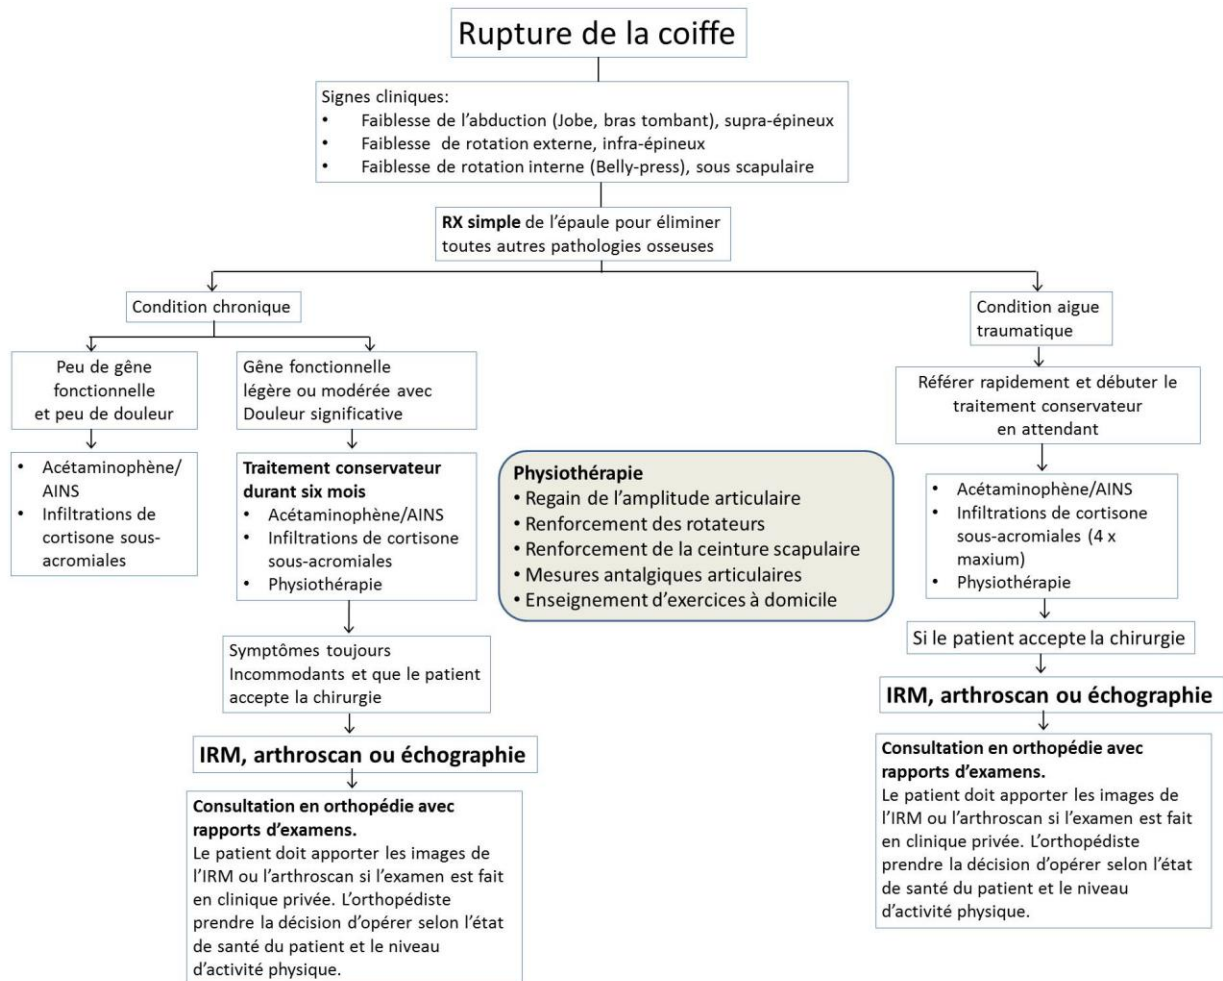 Rupture de la coiffe
Signes cliniques:
• Faiblesse de l'abduction (Jobe, bras tombant), supra-épineux
• Faiblesse de rotation externe, infra-épineux
• Faiblesse de rotation interne (Belly-press), sous scapulaire
RX simple de l'épaule pour éliminer
toutes autres pathologies osseuses
Condition chronique
Peu de gêne
fonctionnelle
et peu de douleur
• Acétaminophène/
AINS
• Infiltrations de
cortisone sous-
acromiales
Gêne fonctionnelle
légère ou modérée avec
Douleur significative
Traitement conservateur
durant six mois
• Acétaminophène/AINS
• Infiltrations de cortisone
sous-acromiales
• Physiothérapie
Symptômes toujours
Incommodants et que le patient
accepte la chirurgie
IRM, arthroscan ou échographie
Consultation en orthopédie avec
rapports d'examens.
Le patient doit apporter les images de
l'IRM ou l'arthroscan si l'examen est fait
en clinique privée. L'orthopédiste
prendre la décision d'opérer selon l'état
de santé du patient et le niveau
d'activité physique.
Physiothérapie
• Regain de l'amplitude articulaire
• Renforcement des rotateurs
• Renforcement de la ceinture scapulaire
• Mesures antalgiques articulaires
• Enseignement d'exercices à domicile
Condition aigue
traumatique
Référer rapidement et débuter le
traitement conservateur
en attendant
• Acétaminophène/AINS
• Infiltrations de cortisone
sous-acromiales (4 x
maxium)
• Physiothérapie
Si le patient accepte la chirurgie
IRM, arthroscan ou échographie
Consultation en orthopédie avec
rapports d'examens.
Le patient doit apporter les images de
l'IRM ou l'arthroscan si l'examen est fait
en clinique privée. L'orthopédiste
prendre la décision d'opérer selon l'état
de santé du patient et le niveau
d'activité physique.